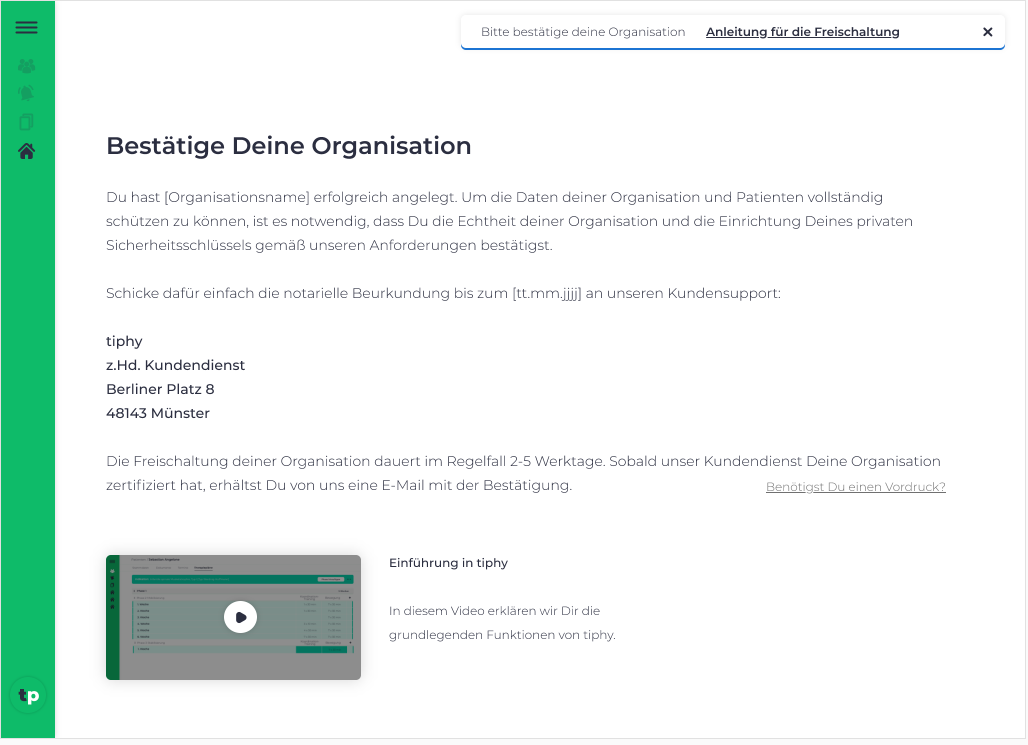 Bitte bestätige deine Organisation Anleitung für die Freischaltung
Bestätige Deine Organisation
Du hast [Organisationsname] erfolgreich angelegt. Um die Daten deiner Organisation und Patienten vollständig
schützen zu können, ist es notwendig, dass Du die Echtheit deiner Organisation und die Einrichtung Deines privaten
Sicherheitsschlüssels gemäß unseren Anforderungen bestätigst.
Schicke dafür einfach die notarielle Beurkundung bis zum [tt.mm.jjjj] an unseren Kundensupport:
tiphy
z.Hd. Kundendienst
Berliner Platz 8
48143 Münster
Die Freischaltung deiner Organisation dauert im Regelfall 2-5 Werktage. Sobald unser Kundendienst Deine Organisation
zertifiziert hat, erhältst Du von uns eine E-Mail mit der Bestätigung.
Benötigst Du einen Vordruck?
Einführung in tiphy
In diesem Video erklären wir Dir die
grundlegenden Funktionen von tiphy.
tp